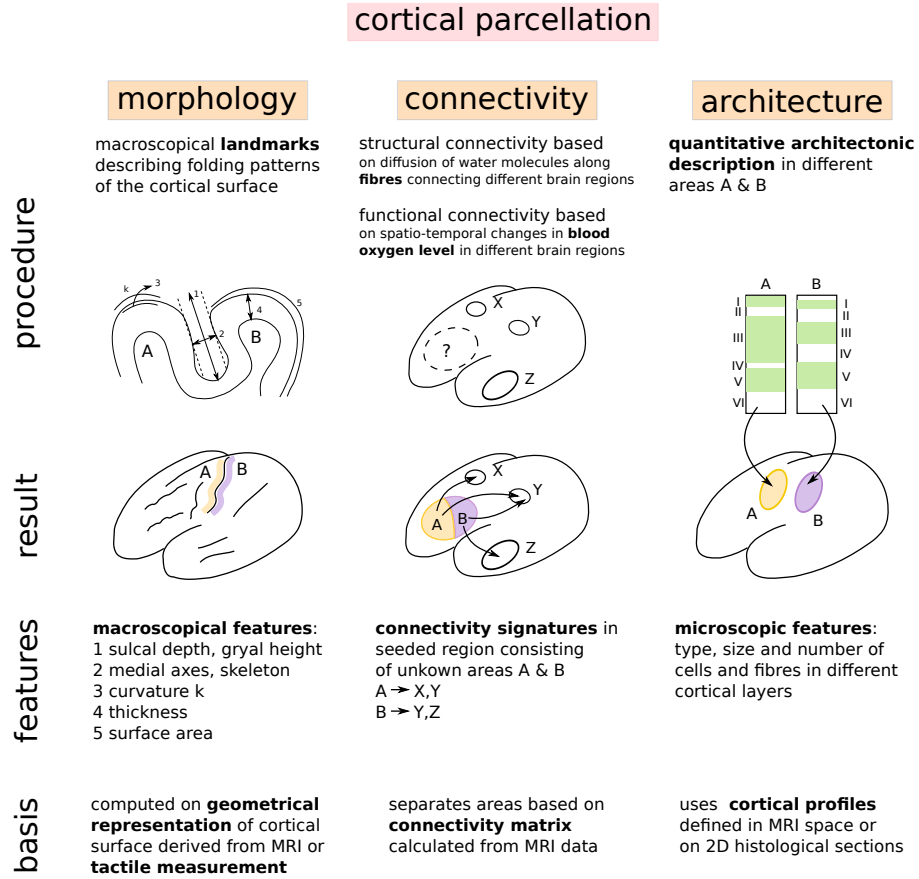 cortical parcellation
morphology
connectivity
architecture
procedure
macroscopical landmarks
describing folding patterns
of the cortical surface
structural connectivity based
on diffusion of water molecules along
fibres connecting different brain regions
functional connectivity based
on spatio-temporal changes in blood
oxygen level in different brain regions
quantitative architectonic
description in different
areas A & B
k
3
1
2
4
5
A
B
X
Y
?
Z
A
B
I
II
III
IV
V
VI
I
II
III
IV
V
VI
result
A
B
X
Y
A
B
Z
A
B
features
macroscopical features:
1 sulcal depth, gryal height
2 medial axes, skeleton
3 curvature k
4 thickness
5 surface area
connectivity signatures in
seeded region consisting
of unkown areas A & B
A → X,Y
B → Y,Z
microscopic features:
type, size and number of
cells and fibres in different
cortical layers
basis
computed on geometrical
representation of cortical
surface derived from MRI or
tactile measurement
separates areas based on
connectivity matrix
calculated from MRI data
uses cortical profiles
defined in MRI space or
on 2D histological sections